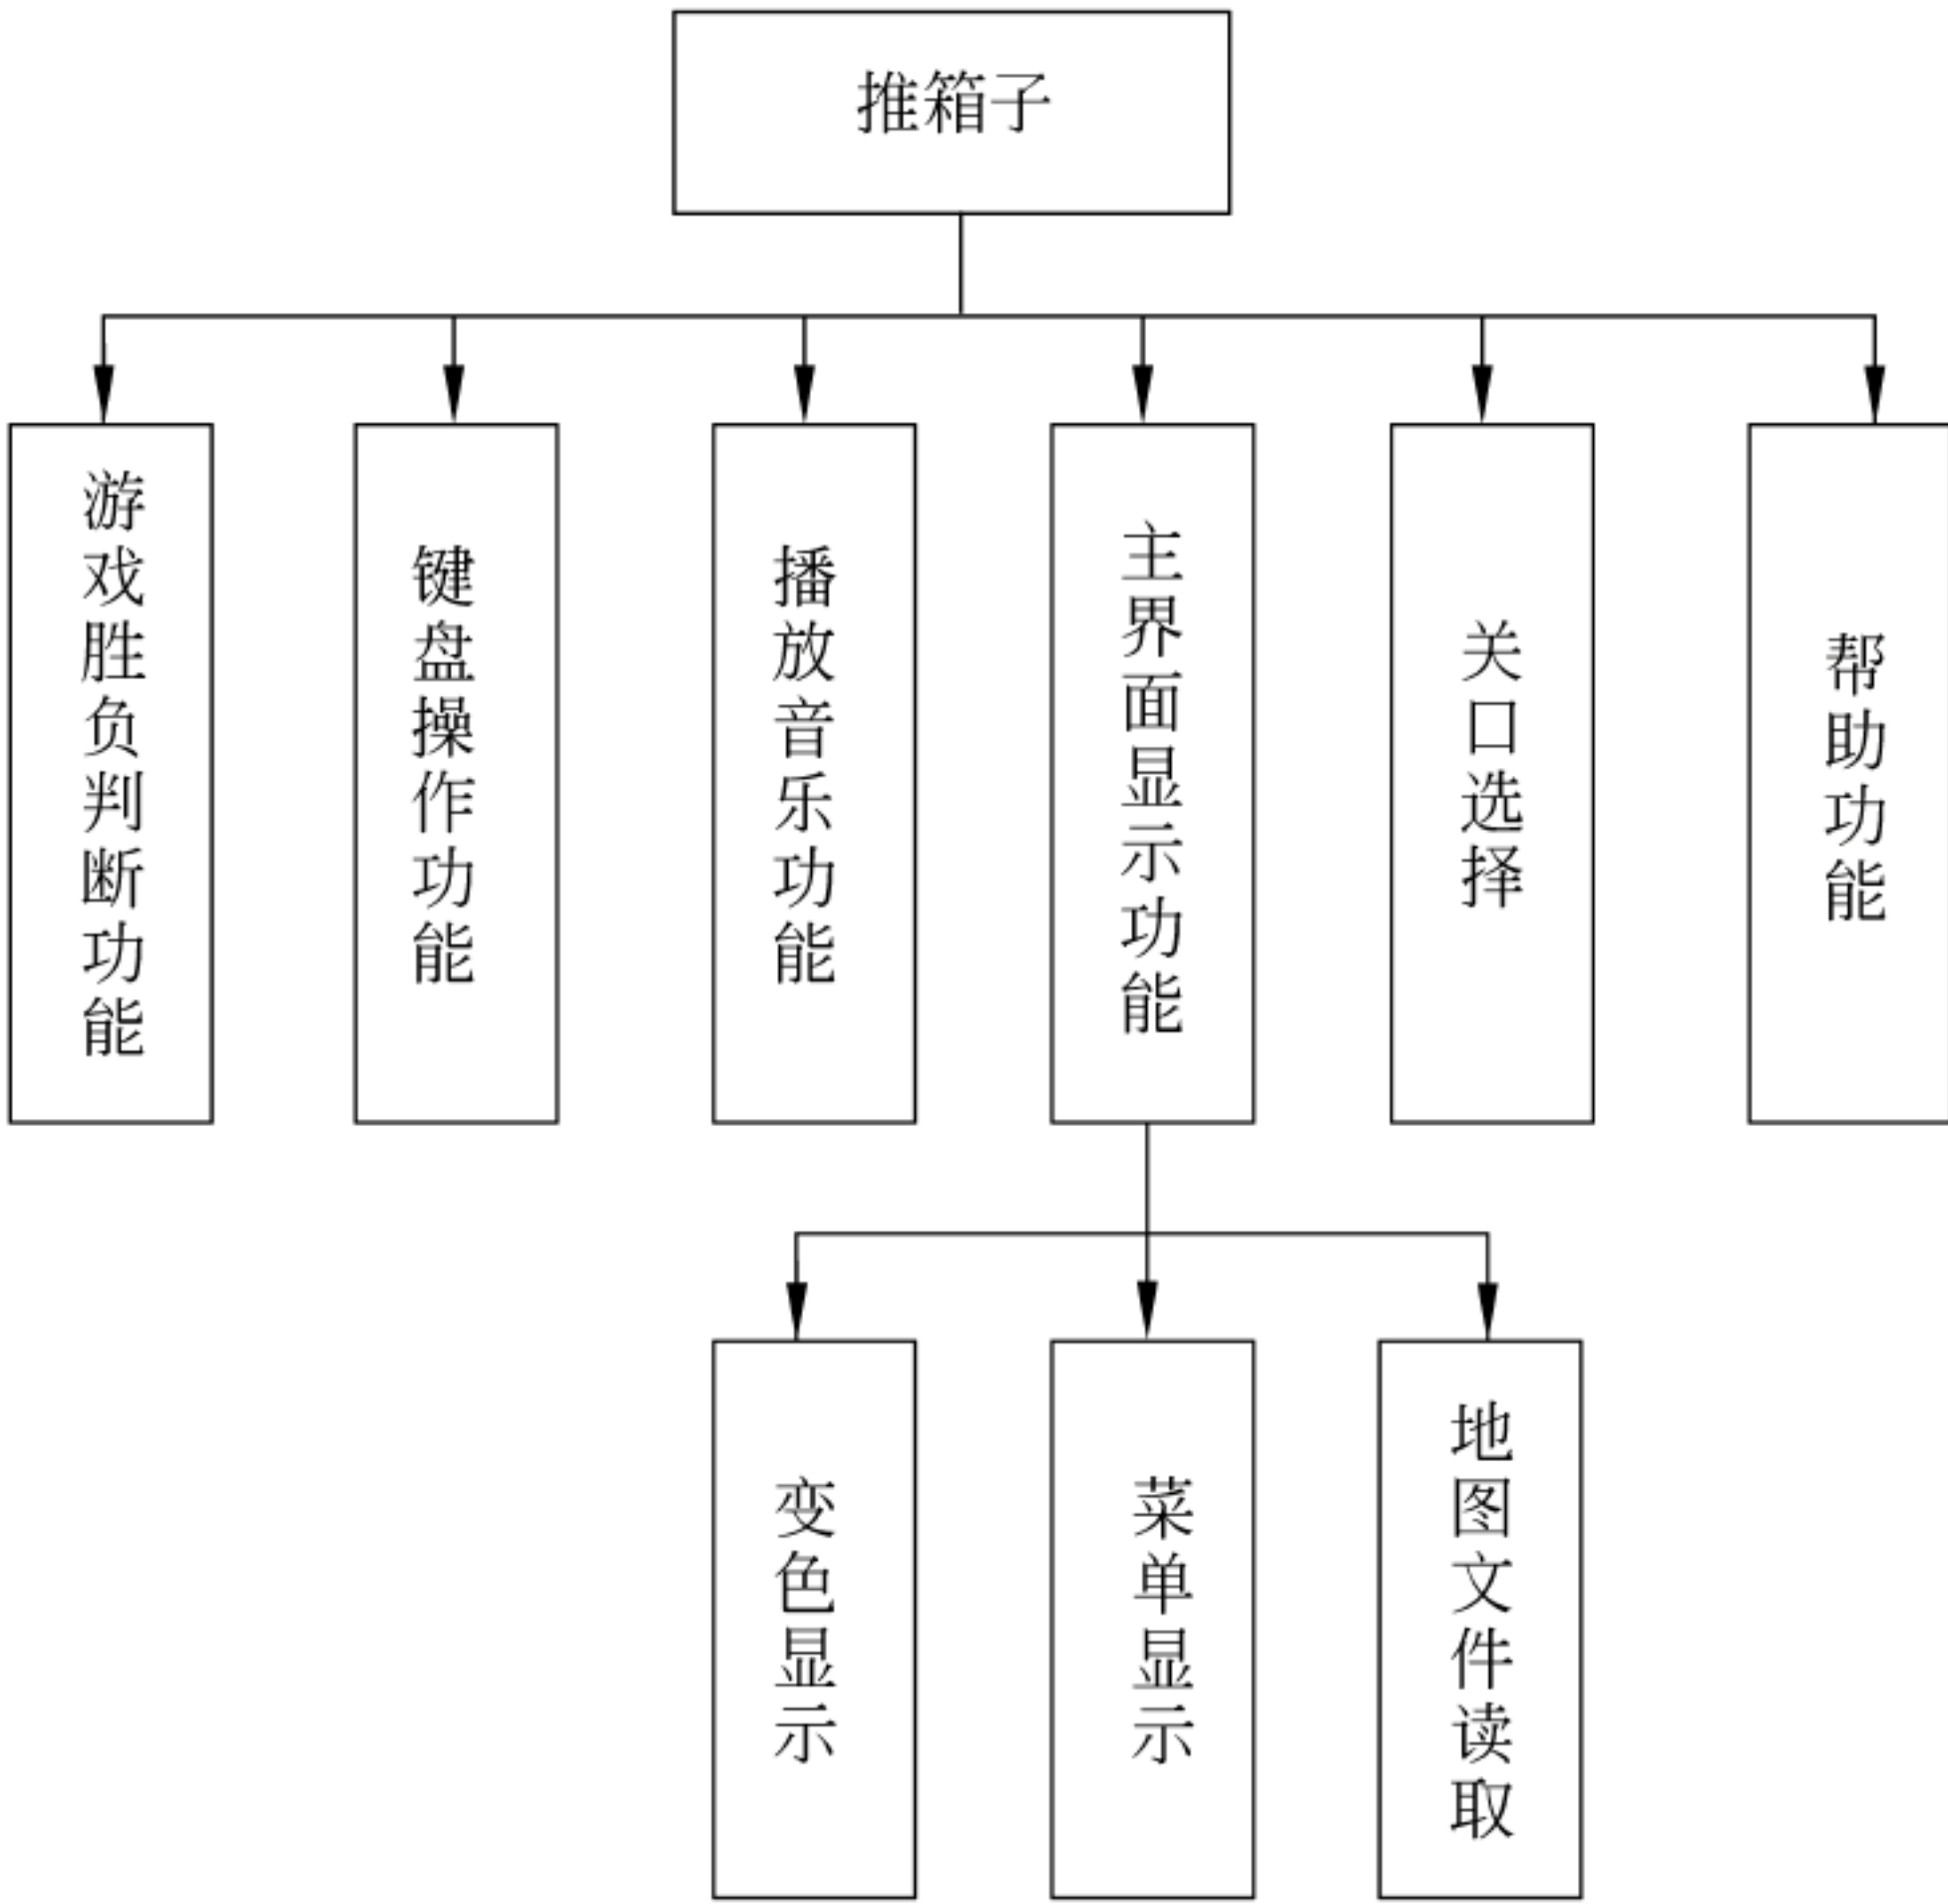 推箱子
游戏胜负判断功能
键盘操作功能
播放音乐功能
主界面显示功能
关口选择
帮助功能
变色显示
菜单显示
地图文件读取